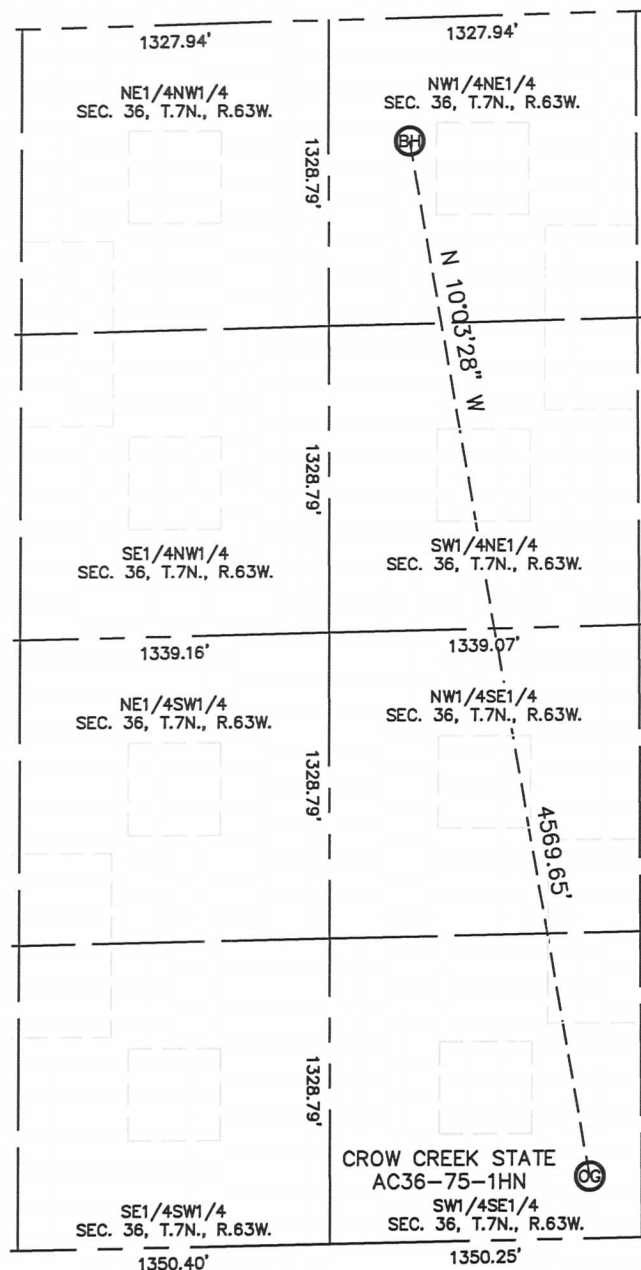 1327.94'
1327.94'
NE1/4NW1/4
SEC. 36, T.7N., R.63W.
NW1/4NE1/4
SEC. 36, T.7N., R.63W.
BH
1328.79'
N 10°03'28" W
1328.79'
SE1/4NW1/4
SEC. 36, T.7N., R.63W.
SW1/4NE1/4
SEC. 36, T.7N., R.63W.
1339.16'
1339.07'
NE1/4SW1/4
SEC. 36, T.7N., R.63W.
NW1/4SE1/4
SEC. 36, T.7N., R.63W.
1328.79'
4569.65'
1328.79'
CROW CREEK STATE
AC36-75-1HN
OG
SE1/4SW1/4
SEC. 36, T.7N., R.63W.
SW1/4SE1/4
SEC. 36, T.7N., R.63W.
1350.40'
1350.25'